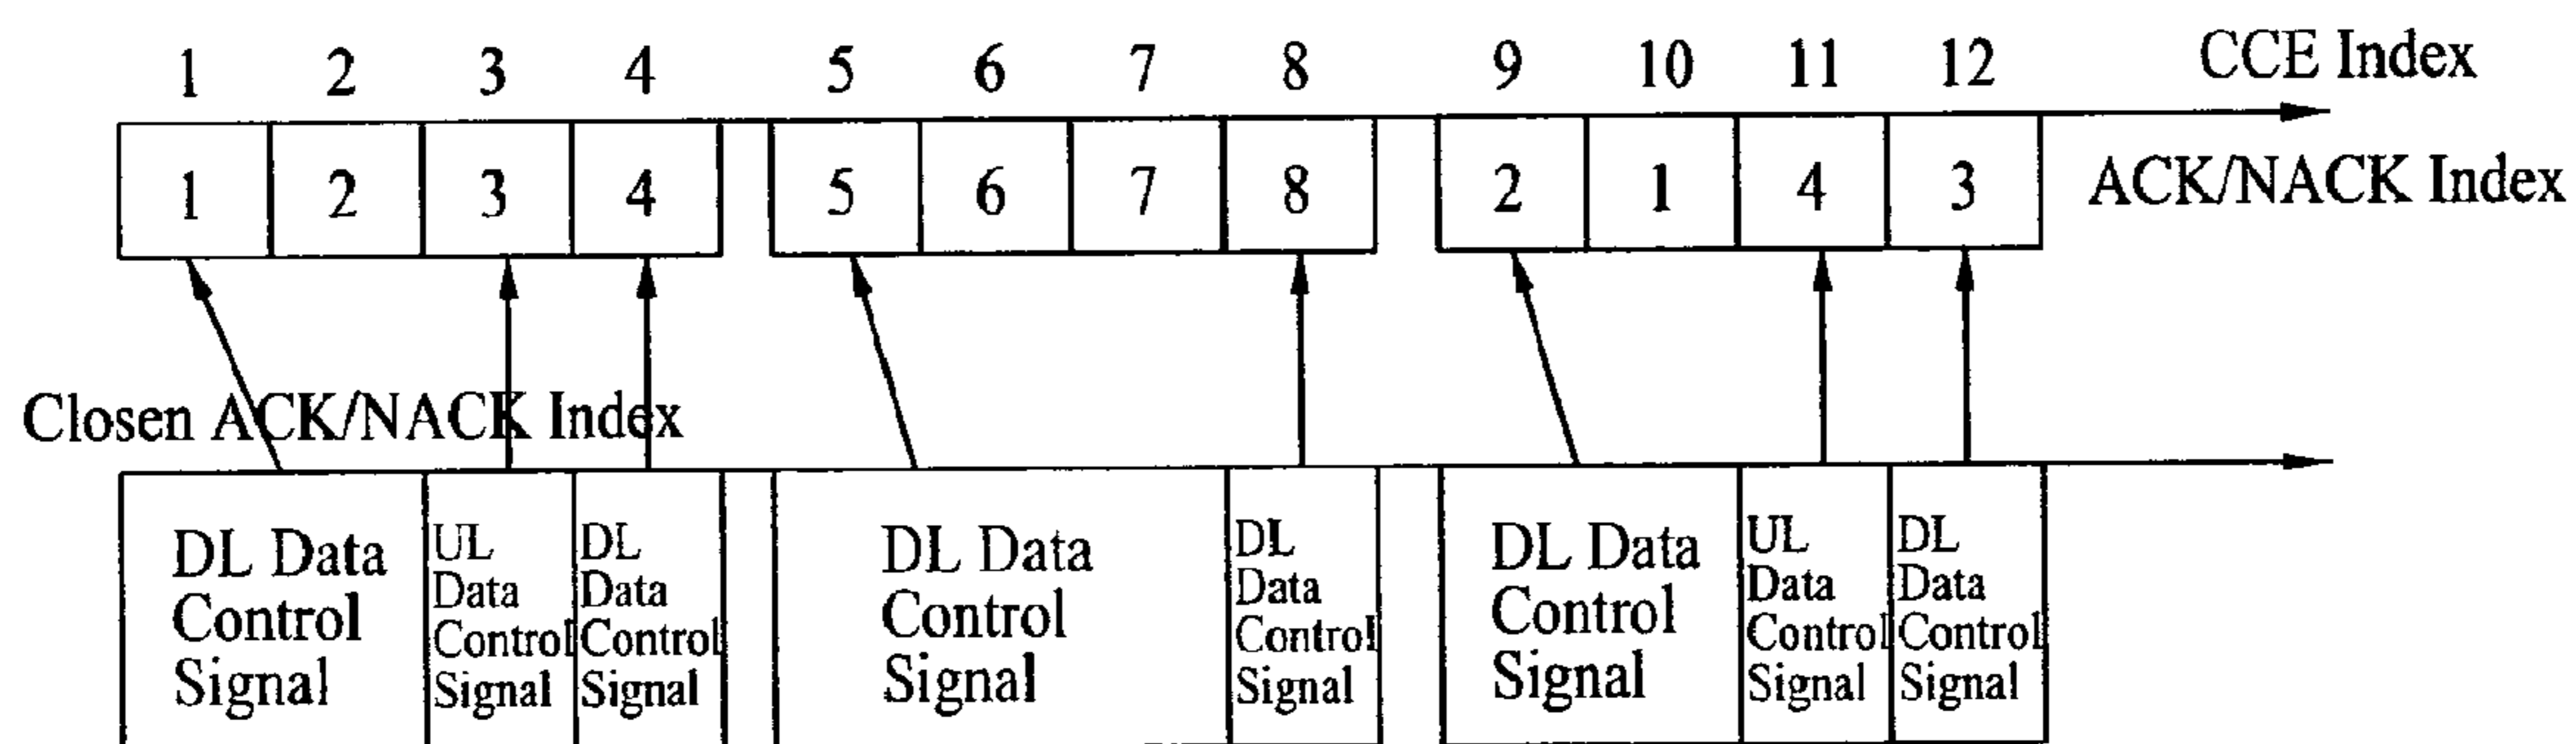 1 2 3 4 5 6 7 8 9 10 11 12 CCE Index
1 2 3 4 5 6 7 8 2 1 4 3 ACK/NACK Index
Closen ACK/NACK Index
DL Data
Control
Signal
UL
Data
Control
Signal
DL
Data
Control
Signal
DL Data
Control
Signal
DL
Data
Control
Signal
DL Data
Control
Signal
UL
Data
Control
Signal
DL
Data
Control
Signal